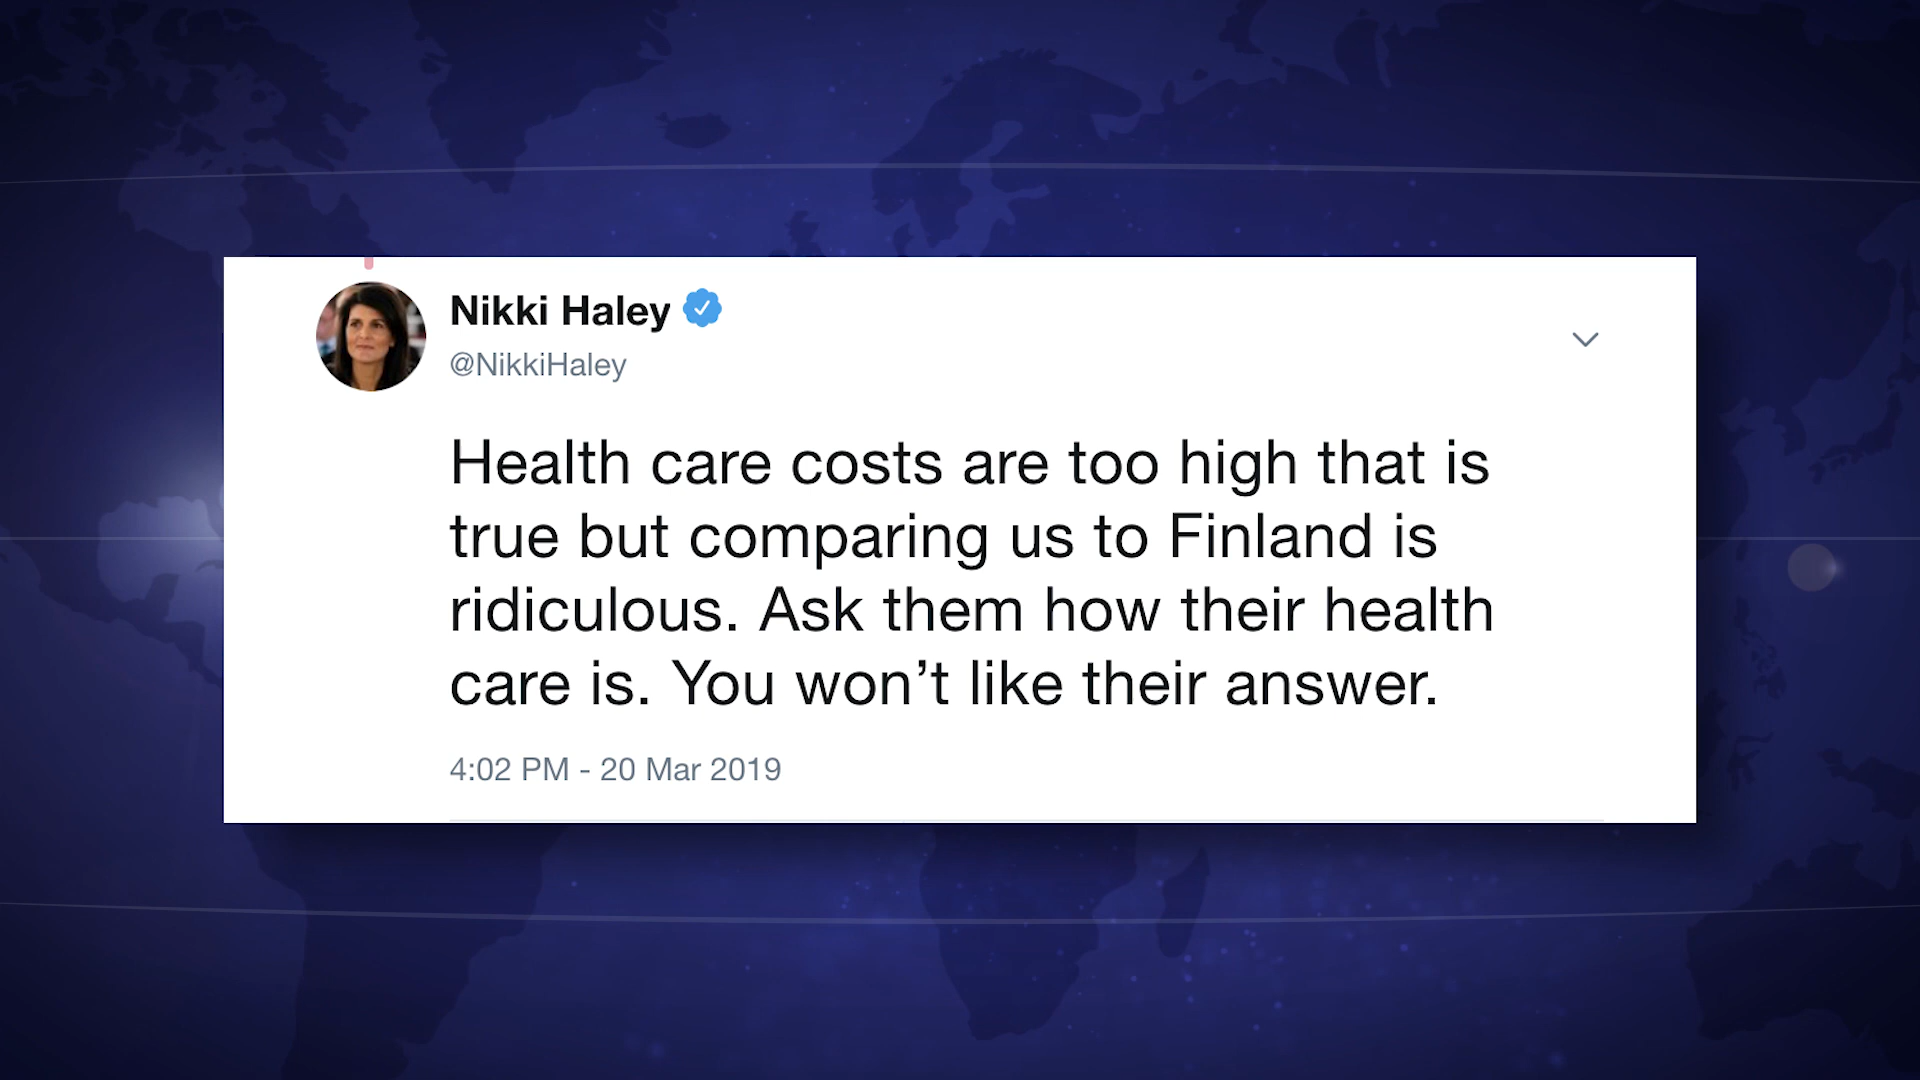 Nikki Haley
@NikkiHaley
Health care costs are too high that is
true but comparing us to Finland is
ridiculous. Ask them how their health
care is. You won’t like their answer.
4:02 PM - 20 Mar 2019